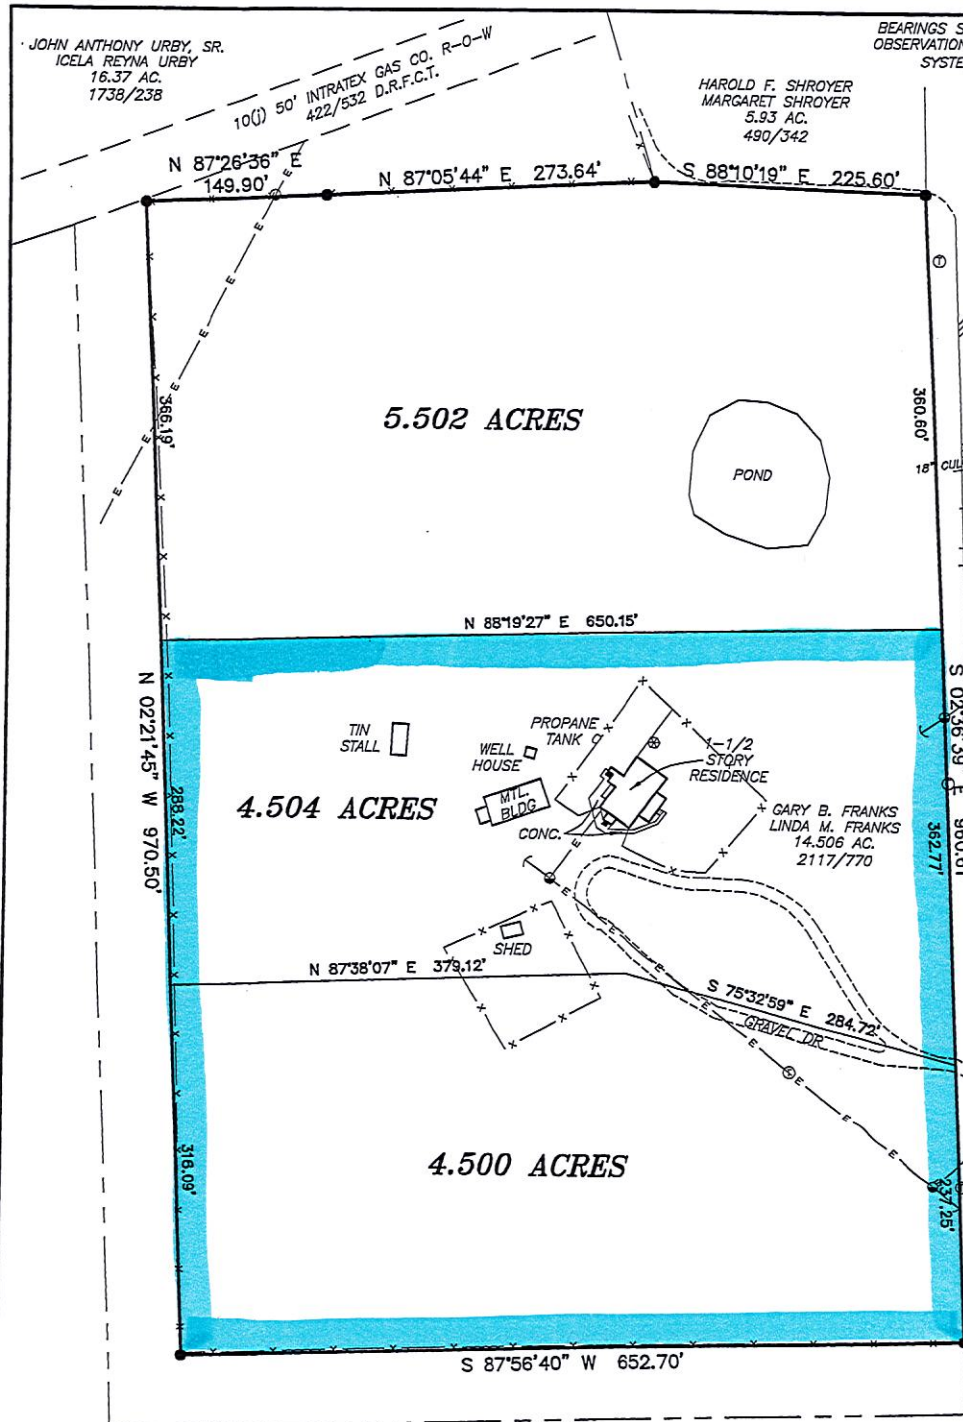 JOHN ANTHONY URBY, SR.
ICELA REYNA URBY
16.37 AC.
1738/238
10(j) 50' INTRATEX GAS CO. R-O-W
422/532 D.R.F.C.T.
BEARINGS
OBSERVATION
HAROLD F. SHROYER
MARGARET SHROYER
5.93 AC.
490/342
N 87°26'36" E
149.90'
N 87°05'44" E 273.64'
S 88°10'19" E 225.60'
366.19'
5.502 ACRES
POND
360.60'
18"
N 88°19'27" E 650.15'
N 02°21'45" W 970.50'
TIN
STALL
WELL
HOUSE
PROPANE
TANK
1-1/2
STORY
RESIDENCE
MTL.
BLDG
CONC.
4.504 ACRES
288.22'
GARY B. FRANKS
LINDA M. FRANKS
14.506 AC.
2117/770
S 02°36'39" E 960.61'
362.77'
SHED
N 87°38'07" E 379.12'
S 75°32'59" E 284.72'
GRAVEL DR
316.09'
4.500 ACRES
237.25'
S 87°56'40" W 652.70'